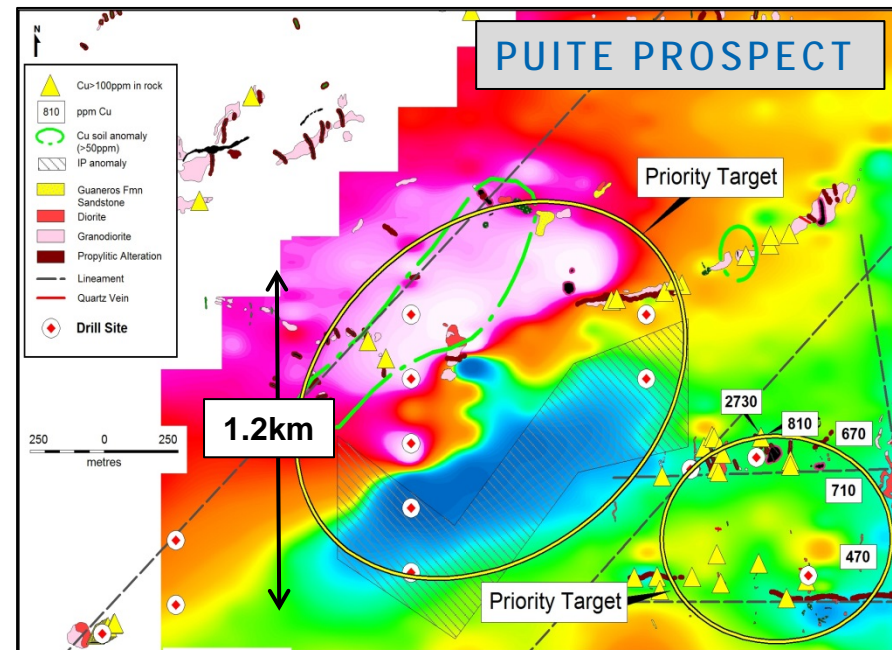 PUITE PROSPECT
N
Cu>100ppm in rock
810
ppm Cu
Cu soil anomaly
(>50ppm)
IP anomaly
Guaneros Fmn
Sandstone
Diorite
Granodiorite
Propylitic Alteration
Lineament
Quartz Vein
Drill Site
Priority Target
250 0 250
metres
1.2km
2730
810
670
710
470
Priority Target